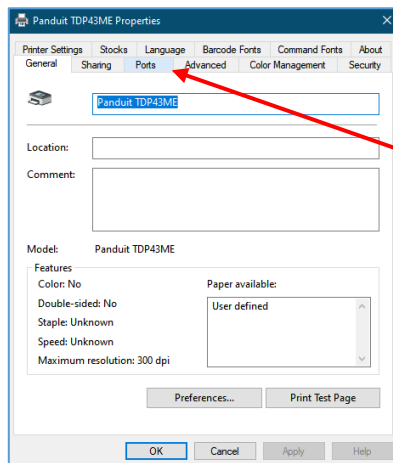 Panduit TDP43ME Properties
Printer Settings Stocks Language Barcode Fonts Command Fonts About
General Sharing Ports Advanced Color Management Security
Panduit TDP43ME
Location:
Comment:
Model: Panduit TDP43ME
Features
Color: No Paper available:
Double-sided: No User defined
Staple: Unknown
Speed: Unknown
Maximum resolution: 300 dpi
Preferences... Print Test Page
OK Cancel Apply Help